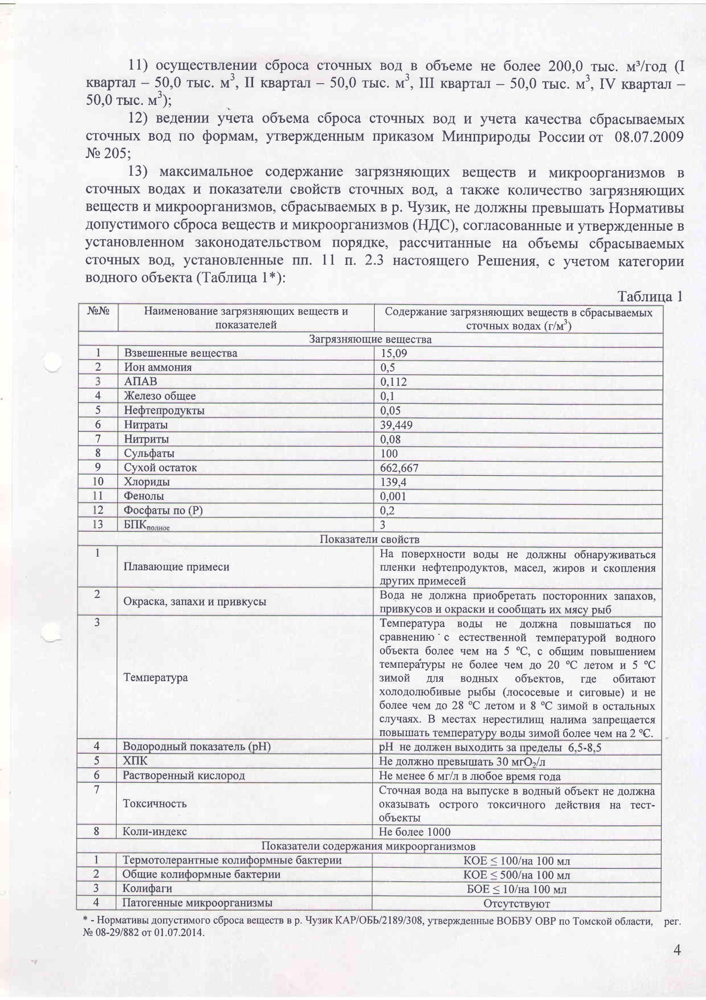 11) осуществлении сброса сточных вод в объеме не более 200,0 тыс. м³/год (I
квартал – 50,0 тыс. м³, II квартал – 50,0 тыс. м³, III квартал – 50,0 тыс. м³, IV квартал –
50,0 тыс. м³);
12) ведении учета объема сброса сточных вод и учета качества сбрасываемых
сточных вод по формам, утвержденным приказом Минприроды России от 08.07.2009
№ 205;
13) максимальное содержание загрязняющих веществ и микроорганизмов в
сточных водах и показатели свойств сточных вод, а также количество загрязняющих
веществ и микроорганизмов, сбрасываемых в р. Чузик, не должны превышать Нормативы
допустимого сброса веществ и микроорганизмов (НДС), согласованные и утвержденные в
установленном законодательством порядке, рассчитанные на объемы сбрасываемых
сточных вод, установленные пп. 11 п. 2.3 настоящего Решения, с учетом категории
водного объекта (Таблица 1*):
Таблица 1
№№ Наименование загрязняющих веществ и Содержание загрязняющих веществ в сбрасываемых
показателей сточных водах (г/м³)
Загрязняющие вещества
1 Взвешенные вещества 15,09
2 Ион аммония 0,5
3 АПАВ 0,112
4 Железо общее 0,1
5 Нефтепродукты 0,05
6 Нитраты 39,449
7 Нитриты 0,08
8 Сульфаты 100
9 Сухой остаток 662,667
10 Хлориды 139,4
11 Фенолы 0,001
12 Фосфаты по (Р) 0,2
13 БПКполное 3
Показатели свойств
1 Плавающие примеси На поверхности воды не должны обнаруживаться
пленки нефтепродуктов, масел, жиров и скопления
других примесей
2 Окраска, запахи и привкусы Вода не должна приобретать посторонних запахов,
привкусов и окраски и сообщать их мясу рыб
3 Температура Температура воды не должна повышаться по
сравнению с естественной температурой водного
объекта более чем на 5 °С, с общим повышением
температуры не более чем до 20 °С летом и 5 °С
зимой для водных объектов, где обитают
холодолюбивые рыбы (лососевые и сиговые) и не
более чем до 28 °С летом и 8 °С зимой в остальных
случаях. В местах нерестилищ налима запрещается
повышать температуру воды зимой более чем на 2 °С.
4 Водородный показатель (рН) рН не должен выходить за пределы 6,5-8,5
5 ХПК Не должно превышать 30 мгО₂/л
6 Растворенный кислород Не менее 6 мг/л в любое время года
7 Токсичность Сточная вода на выпуске в водный объект не должна
оказывать острого токсичного действия на тест-
объекты
8 Коли-индекс Не более 1000
Показатели содержания микроорганизмов
1 Термотолерантные колиформные бактерии КОЕ ≤ 100/на 100 мл
2 Общие колиформные бактерии КОЕ ≤ 500/на 100 мл
3 Колифаги БОЕ ≤ 10/на 100 мл
4 Патогенные микроорганизмы Отсутствуют
* - Нормативы допустимого сброса веществ в р. Чузик КАР/ОБЬ/2189/308, утвержденные ВОБВУ ОВР по Томской области, рег.
№ 08-29/882 от 01.07.2014.
4